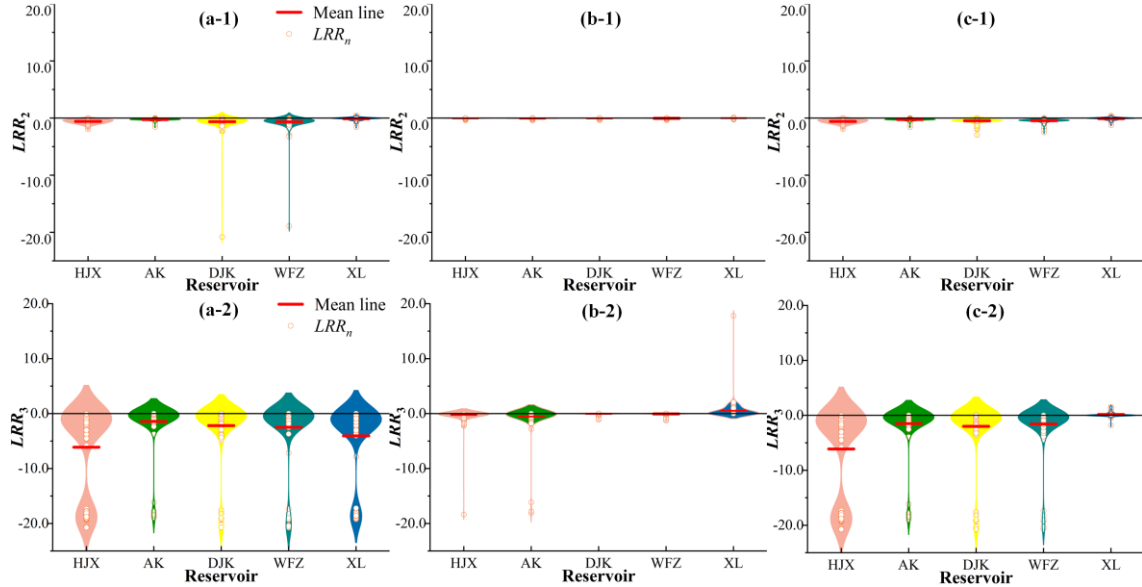 (a-1)
Mean line
LRRₙ
20.0
10.0
0.0
-10.0
-20.0
LRR₂
HJX AK DJK WFZ XL
Reservoir
(b-1)
20.0
10.0
0.0
-10.0
-20.0
LRR₂
HJX AK DJK WFZ XL
Reservoir
(c-1)
20.0
10.0
0.0
-10.0
-20.0
LRR₂
HJX AK DJK WFZ XL
Reservoir
(a-2)
Mean line
LRRₙ
20.0
10.0
0.0
-10.0
-20.0
LRR₃
HJX AK DJK WFZ XL
Reservoir
(b-2)
20.0
10.0
0.0
-10.0
-20.0
LRR₃
HJX AK DJK WFZ XL
Reservoir
(c-2)
20.0
10.0
0.0
-10.0
-20.0
LRR₃
HJX AK DJK WFZ XL
Reservoir